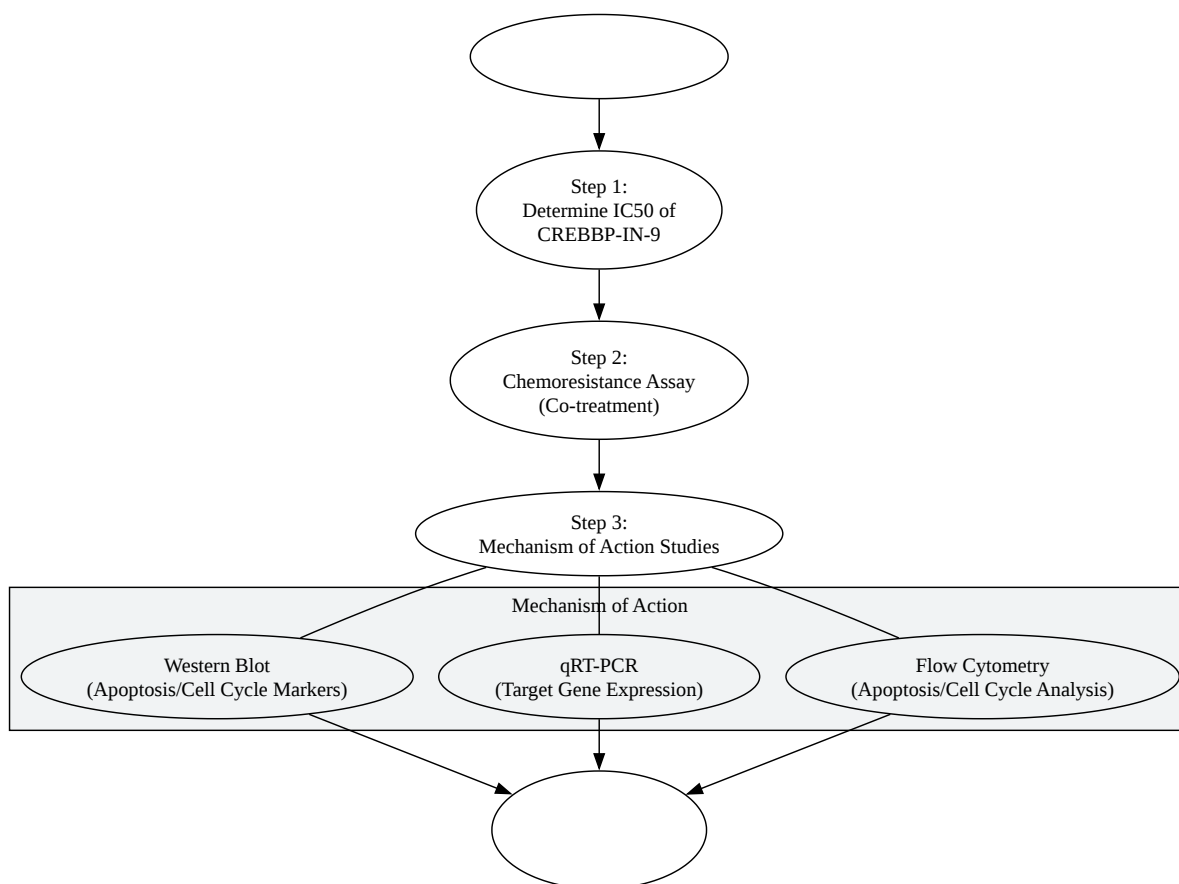 Step 1:
Determine IC50 of
CREBBP-IN-9
Step 2:
Chemoresistance Assay
(Co-treatment)
Step 3:
Mechanism of Action Studies
Mechanism of Action
Western Blot
(Apoptosis/Cell Cycle Markers)
qRT-PCR
(Target Gene Expression)
Flow Cytometry
(Apoptosis/Cell Cycle Analysis)